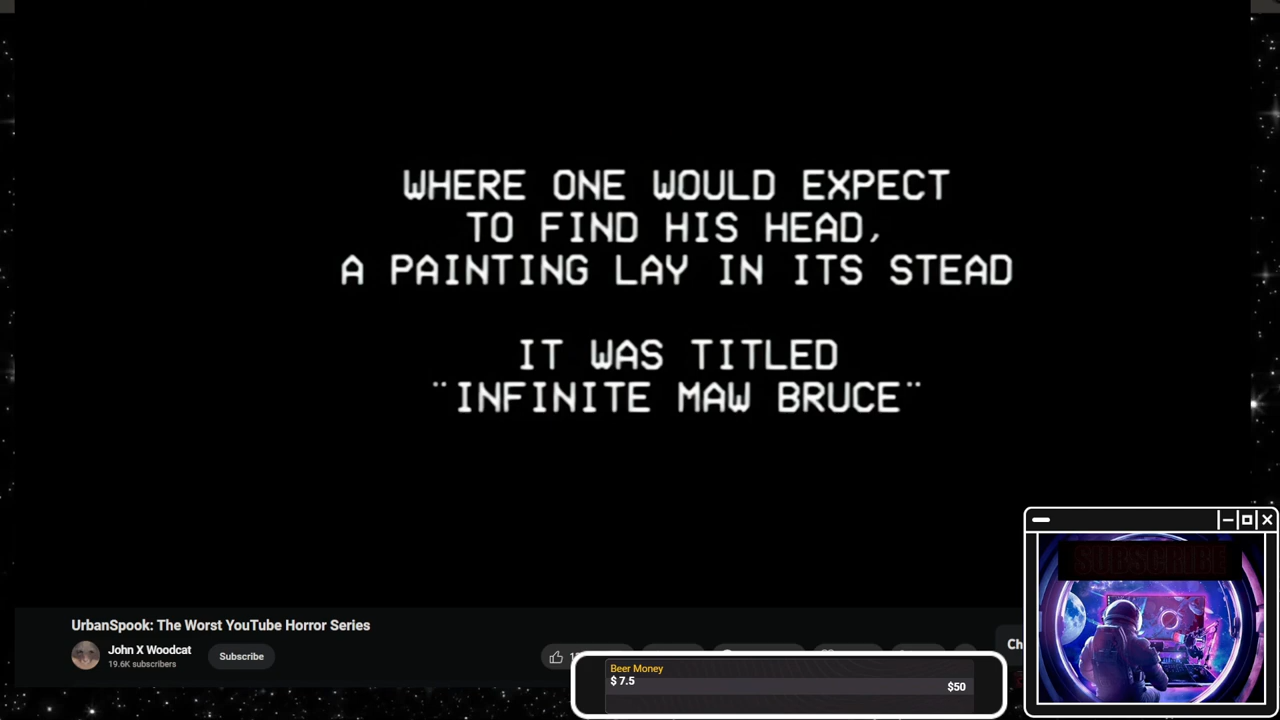 WHERE ONE WOULD EXPECT
TO FIND HIS HEAD,
A PAINTING LAY IN ITS STEAD
IT WAS TITLED
¨INFINITE MAW BRUCE¨
SUBSCRIBE
UrbanSpook: The Worst YouTube Horror Series
John X Woodcat
19.6K subscribers
Subscribe
Beer Money
$ 7.5
$50